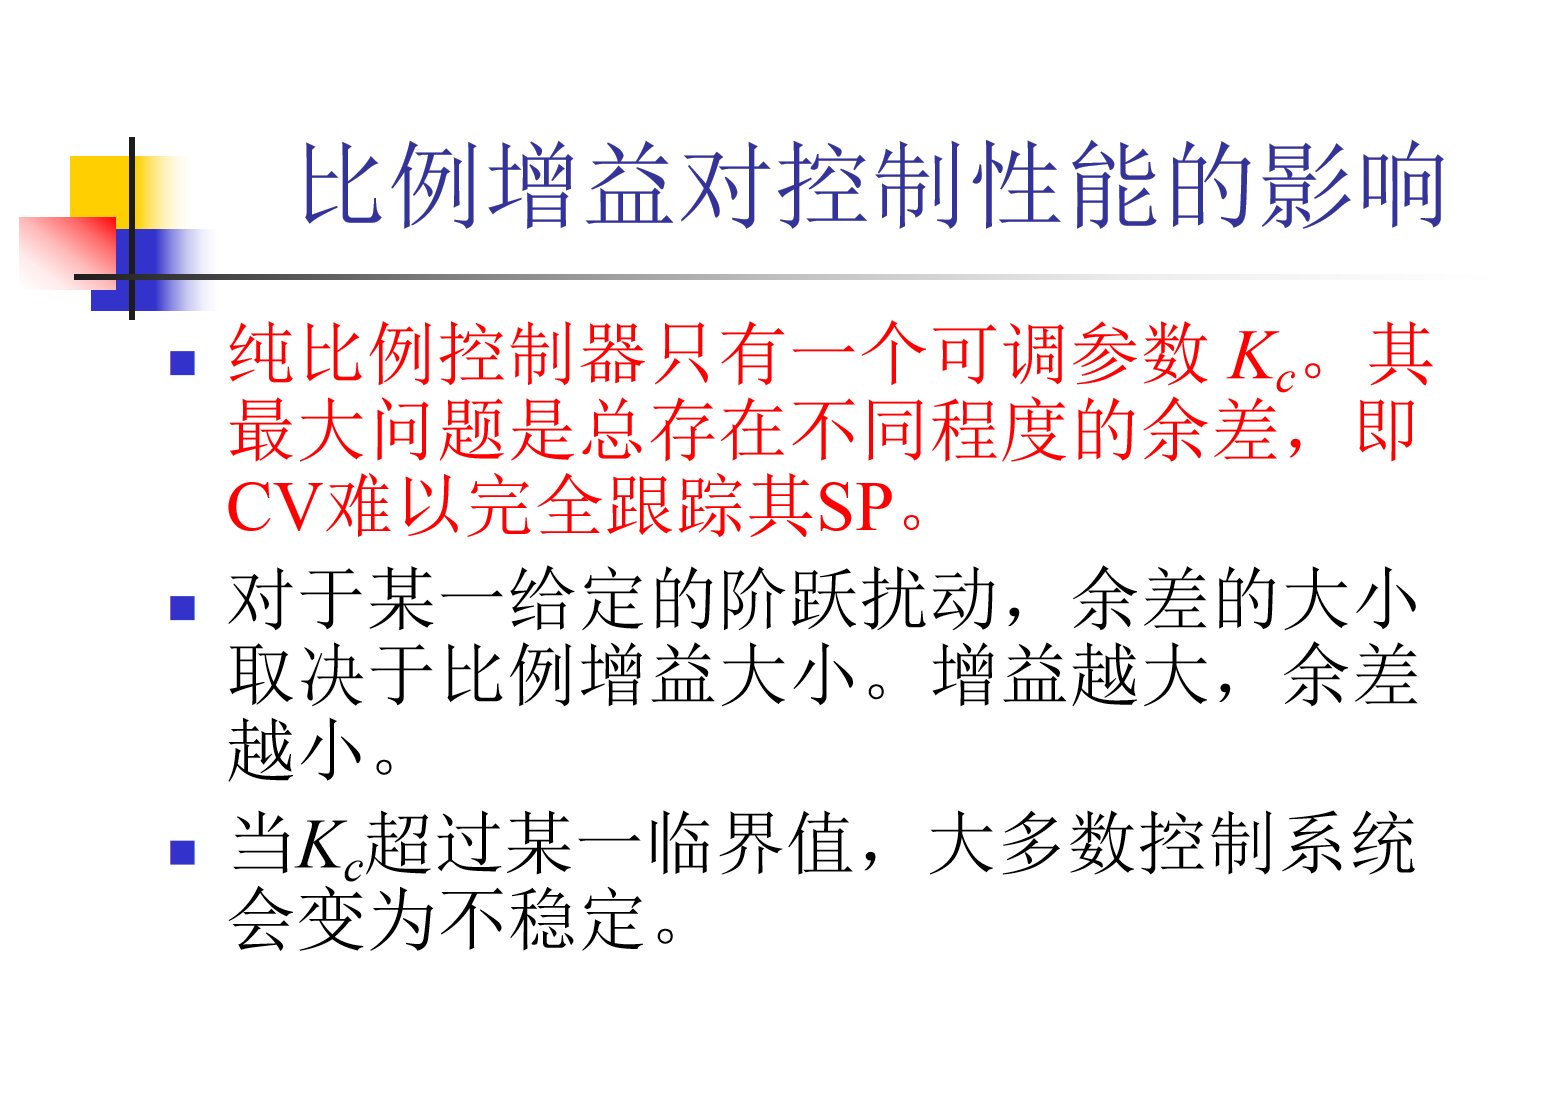 比例增益对控制性能的影响
纯比例控制器只有一个可调参数 Kc。其
最大问题是总存在不同程度的余差，即
CV难以完全跟踪其SP。
对于某一给定的阶跃扰动，余差的大小
取决于比例增益大小。增益越大，余差
越小。
当Kc超过某一临界值，大多数控制系统
会变为不稳定。